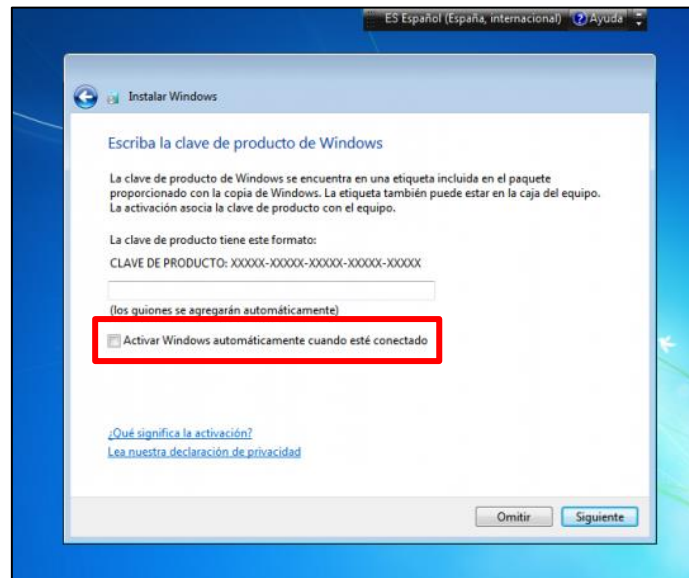 ES Español (España, internacional) Ayuda
Instalar Windows
Escriba la clave de producto de Windows
La clave de producto de Windows se encuentra en una etiqueta incluida en el paquete
proporcionado con la copia de Windows. La etiqueta también puede estar en la caja del equipo.
La activación asocia la clave de producto con el equipo.
La clave de producto tiene este formato:
CLAVE DE PRODUCTO: XXXXX-XXXXX-XXXXX-XXXXX-XXXXX
(los guiones se agregarán automáticamente)
Activar Windows automáticamente cuando esté conectado
¿Qué significa la activación?
Lea nuestra declaración de privacidad
Omitir Siguiente